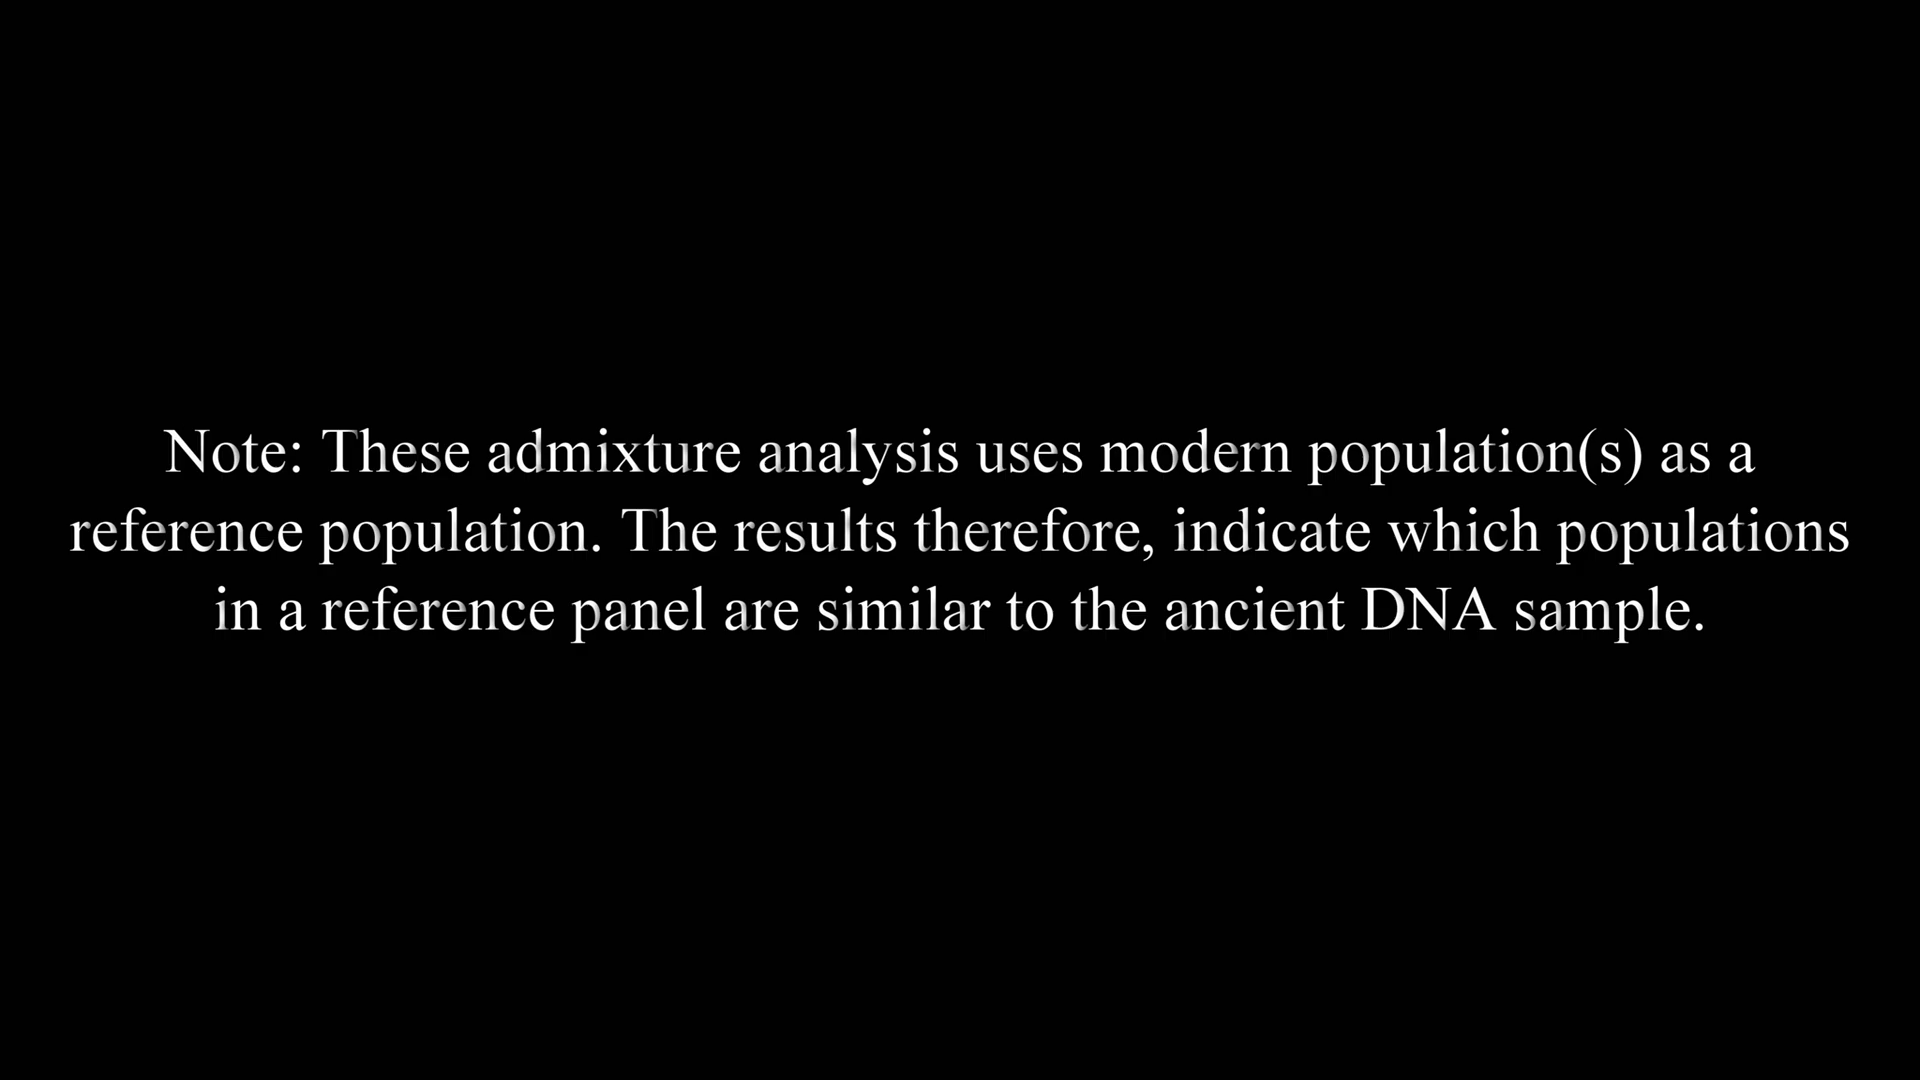 Note: These admixture analysis uses modern population(s) as a
reference population. The results therefore, indicate which populations
in a reference panel are similar to the ancient DNA sample.